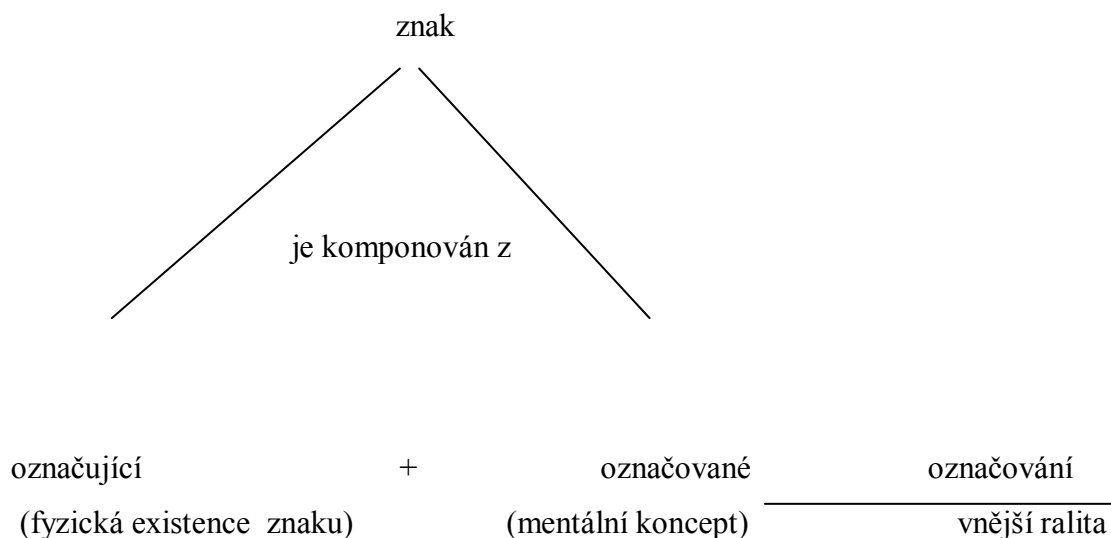 znak
je komponován z
označující + označované označování
(fyzická existence znaku) (mentální koncept) vnější ralita